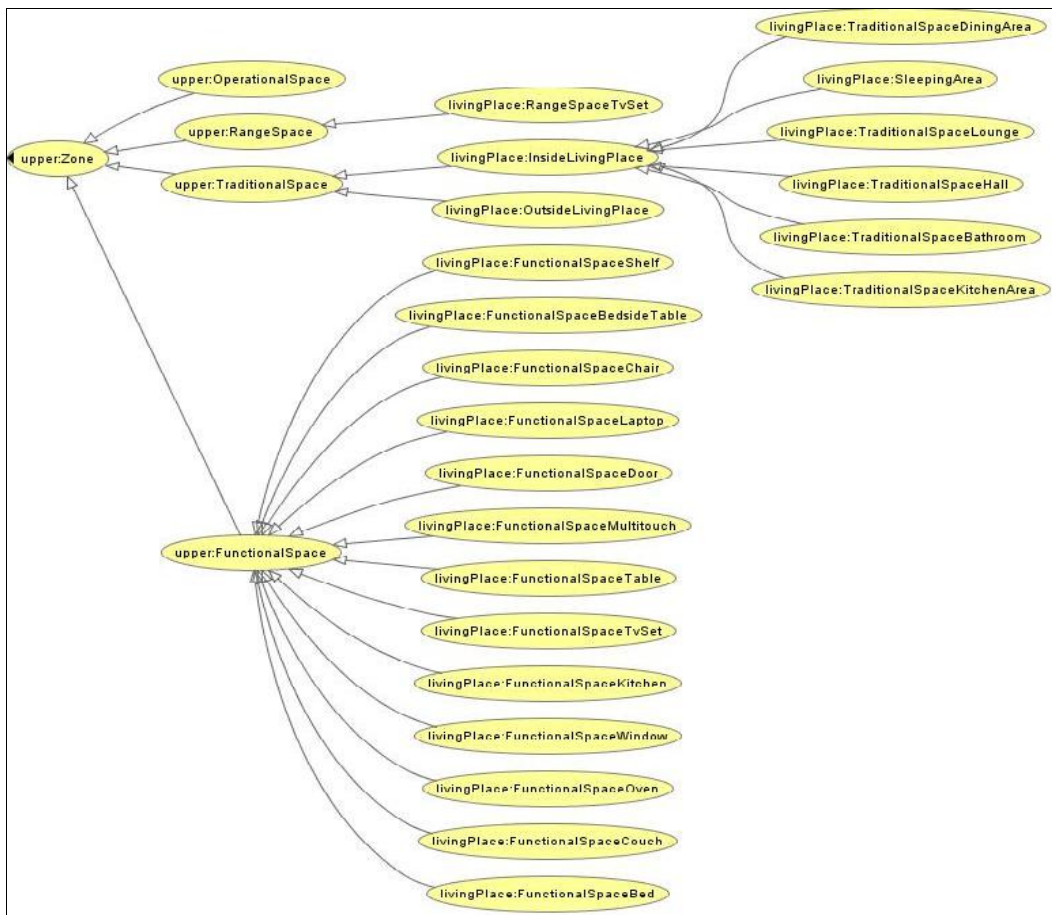 livingPlace:TraditionalSpaceDiningArea
upper:OperationalSpace
livingPlace:SleepingArea
livingPlace:RangeSpaceTvSet
upper:RangeSpace
livingPlace:TraditionalSpaceLounge
upper:Zone
livingPlace:InsideLivingPlace
upper:TraditionalSpace
livingPlace:TraditionalSpaceHall
livingPlace:OutsideLivingPlace
livingPlace:TraditionalSpaceBathroom
livingPlace:FunctionalSpaceShelf
livingPlace:TraditionalSpaceKitchenArea
livingPlace:FunctionalSpaceBedsideTable
livingPlace:FunctionalSpaceChair
livingPlace:FunctionalSpaceLaptop
livingPlace:FunctionalSpaceDoor
livingPlace:FunctionalSpaceMultitouch
upper:FunctionalSpace
livingPlace:FunctionalSpaceTable
livingPlace:FunctionalSpaceTvSet
livingPlace:FunctionalSpaceKitchen
livingPlace:FunctionalSpaceWindow
livingPlace:FunctionalSpaceOven
livingPlace:FunctionalSpaceCouch
livingPlace:FunctionalSpaceBed